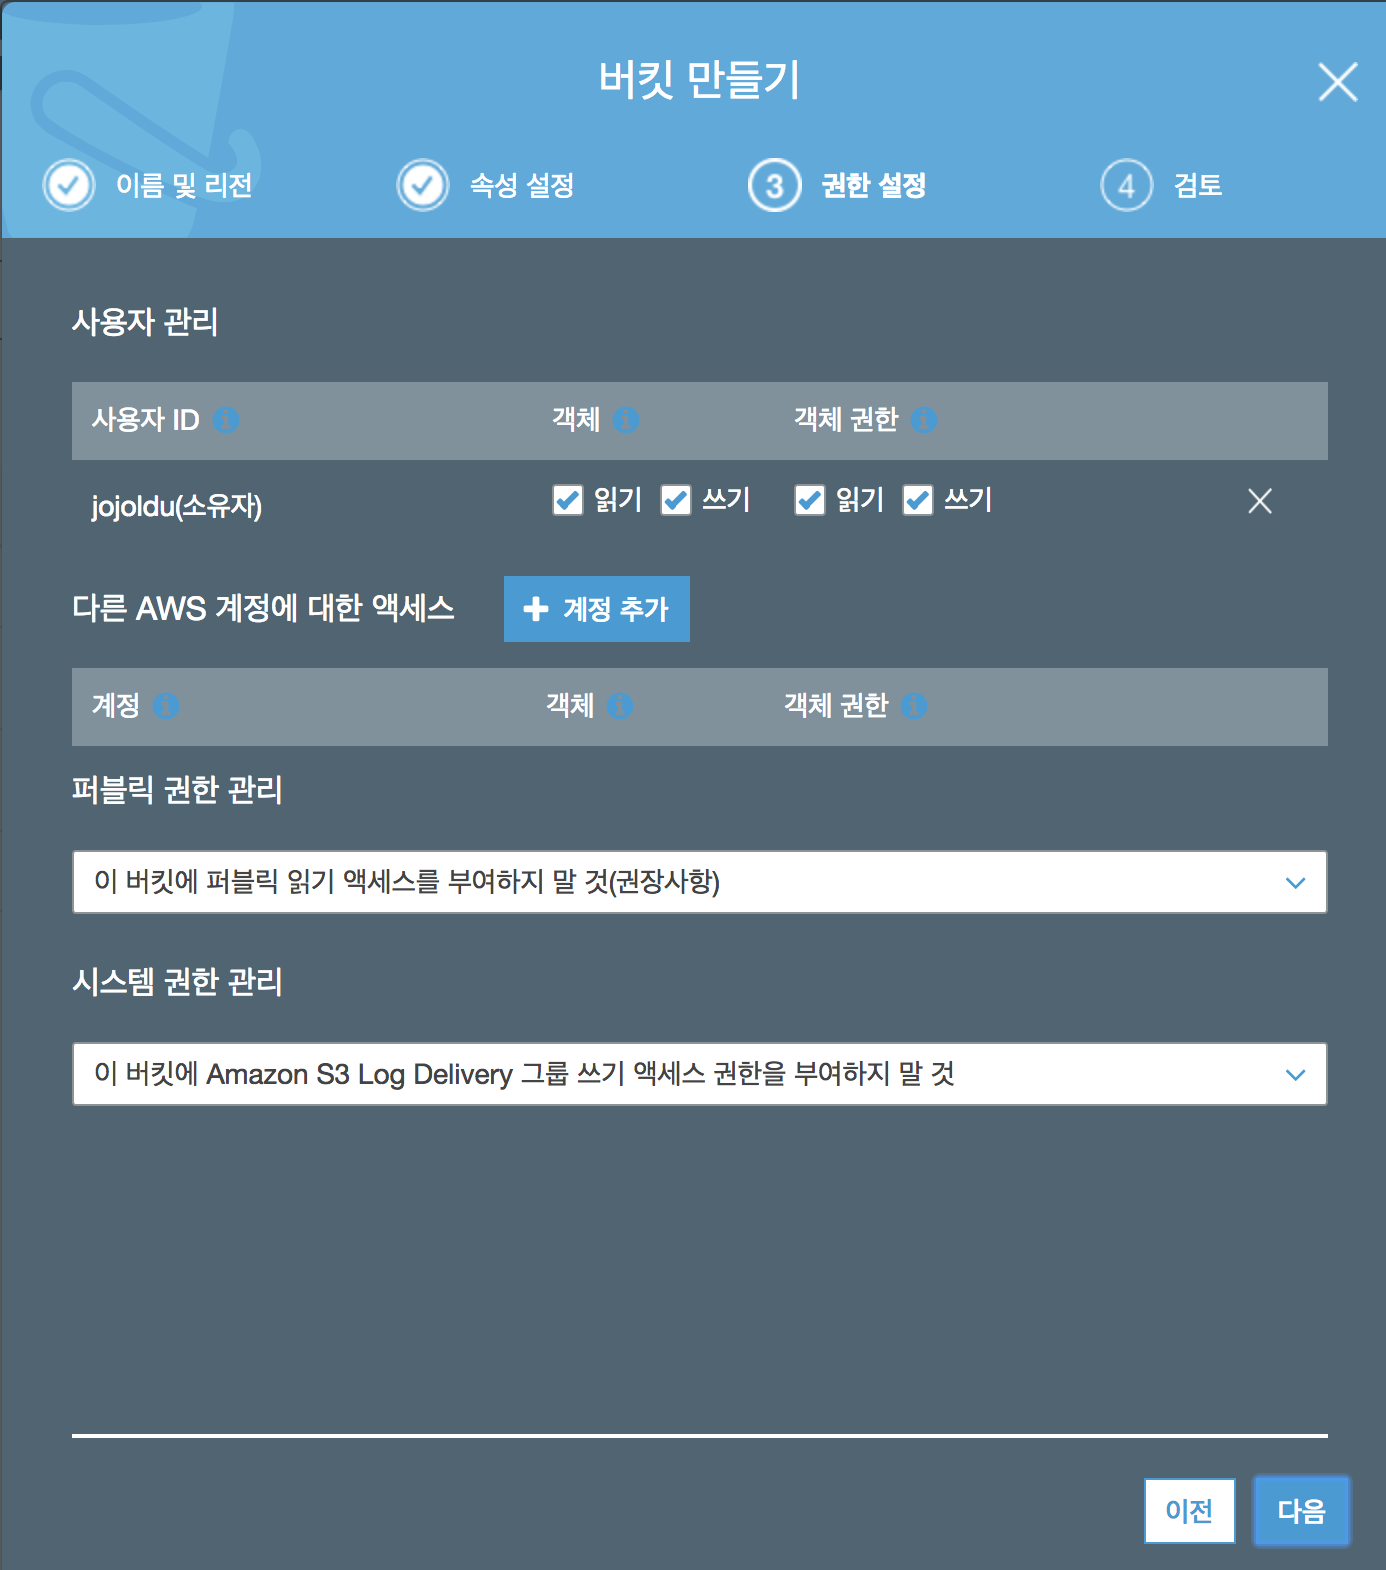 버킷 만들기
이름 및 리전 속성 설정 3 권한 설정 4 검토
사용자 관리
사용자 ID 객체 객체 권한
jojoldu(소유자) 읽기 쓰기 읽기 쓰기
다른 AWS 계정에 대한 액세스 계정 추가
계정 객체 객체 권한
퍼블릭 권한 관리
이 버킷에 퍼블릭 읽기 액세스를 부여하지 말 것(권장사항)
시스템 권한 관리
이 버킷에 Amazon S3 Log Delivery 그룹 쓰기 액세스 권한을 부여하지 말 것
이전 다음